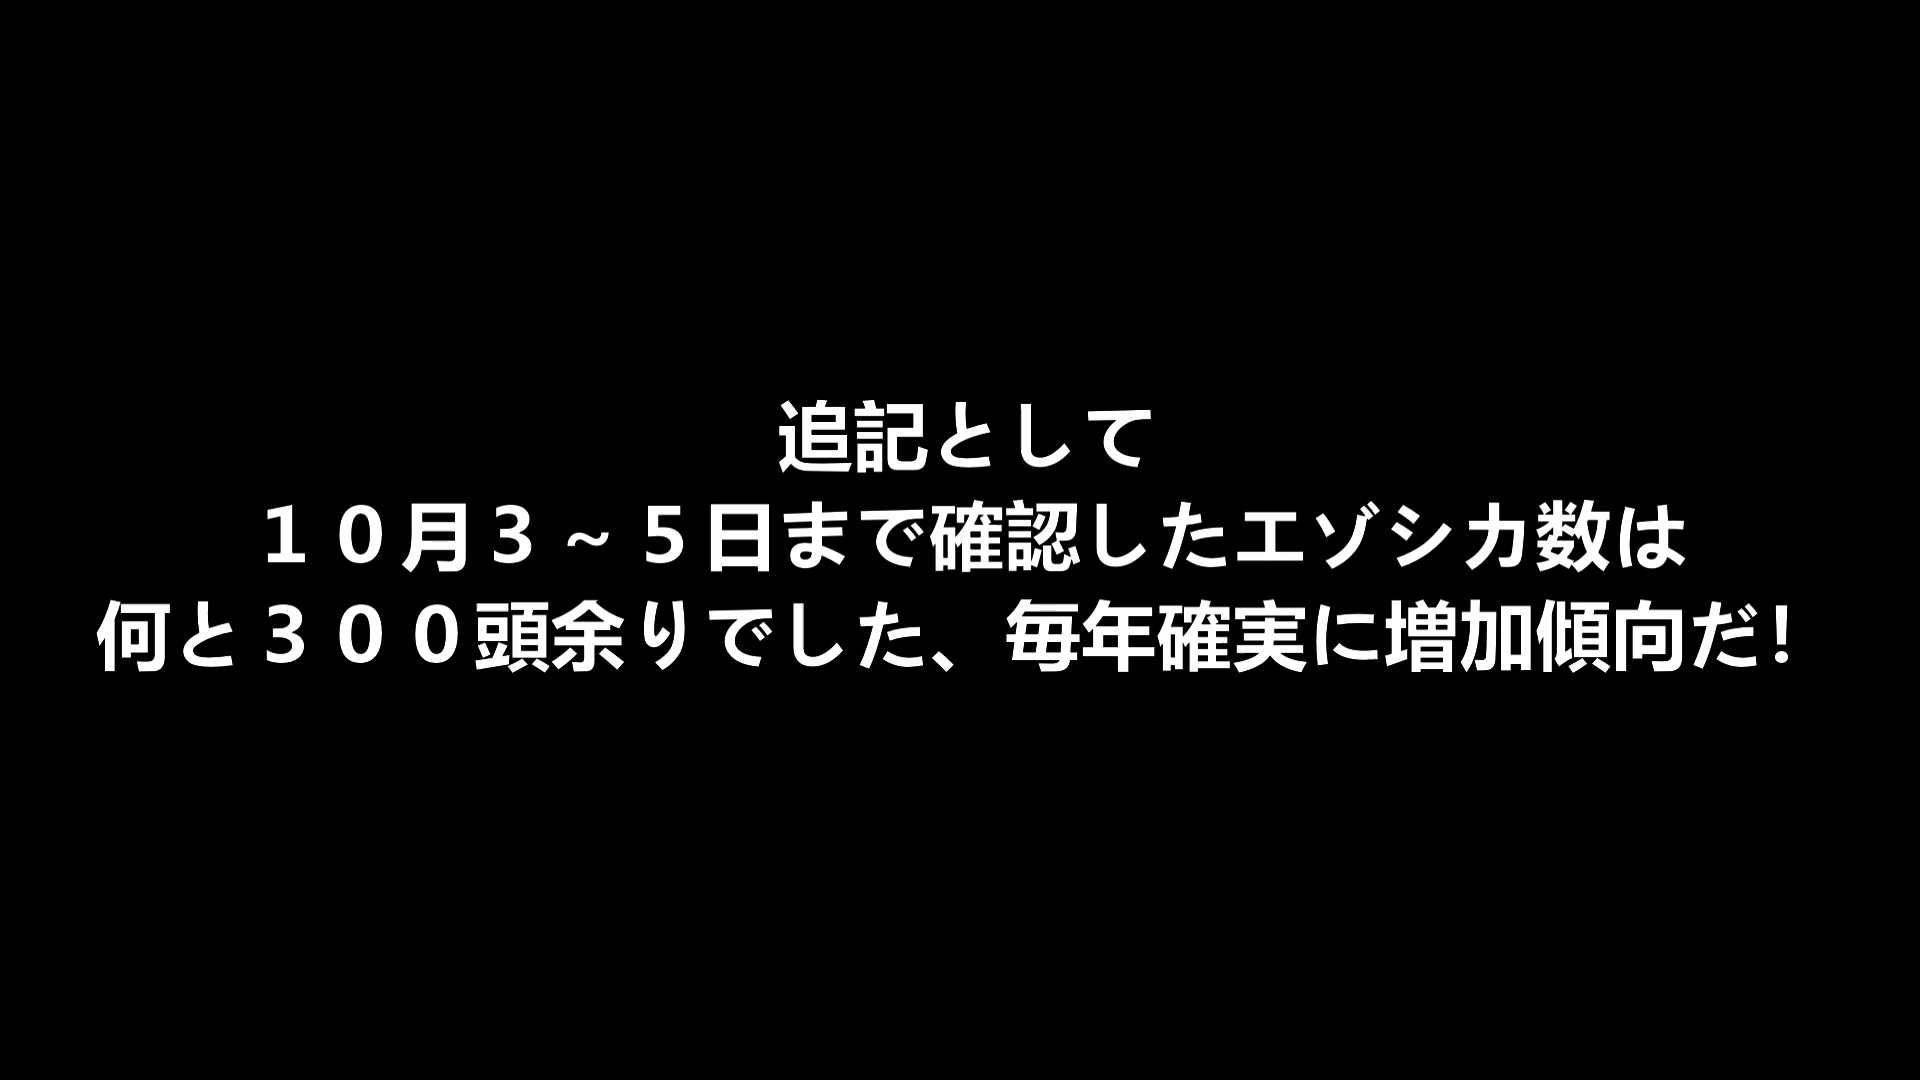 追記として
１０月３～５日まで確認したエゾシカ数は
何と３００頭余りでした、毎年確実に増加傾向だ！